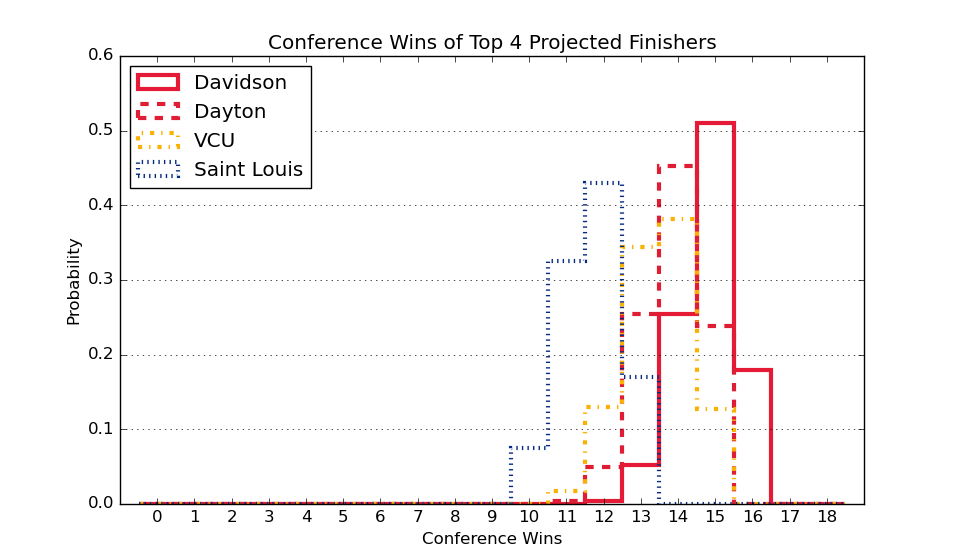 Conference Wins of Top 4 Projected Finishers
0.6
Davidson
Dayton
VCU
Saint Louis
0.5
0.4
0.3
0.2
0.1
0.0
Probability
0 1 2 3 4 5 6 7 8 9 10 11 12 13 14 15 16 17 18
Conference Wins